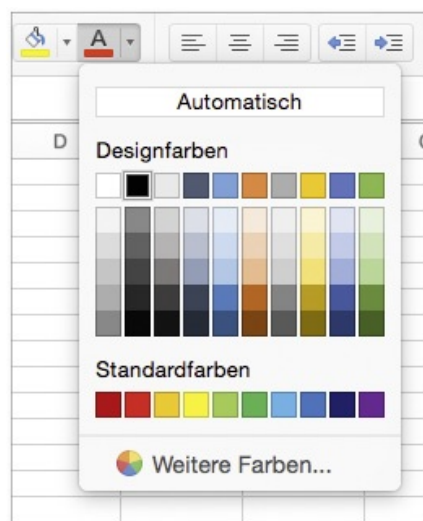 A
D
Automatisch
Designfarben
Standardfarben
Weitere Farben...